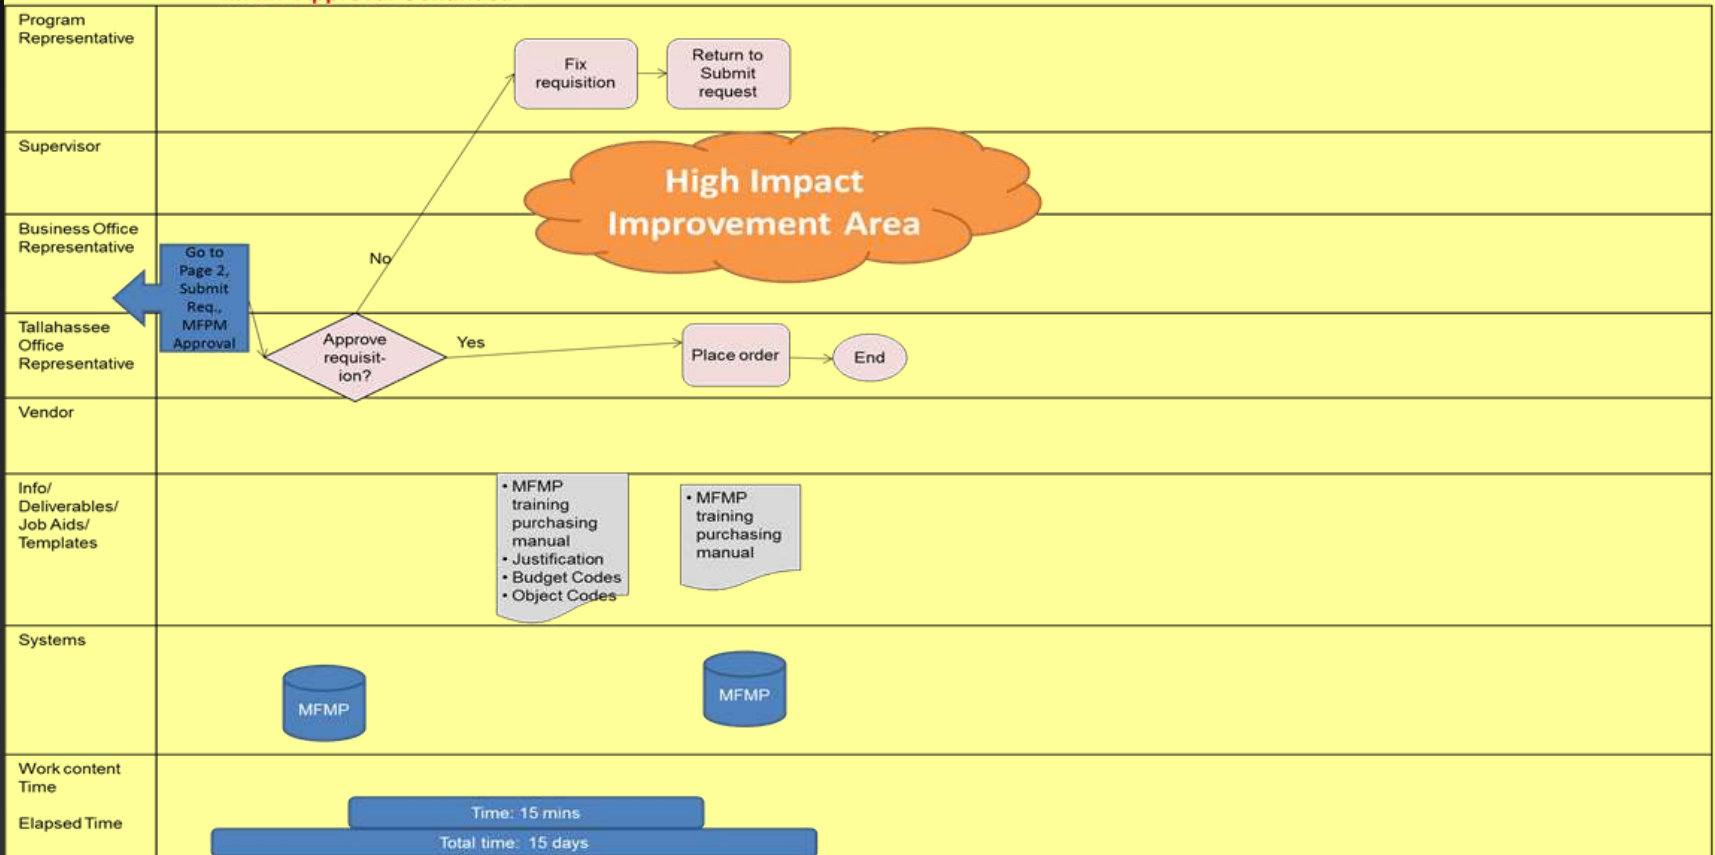 Program
Representative
Fix
requisition
Return to
Submit
request
Supervisor
High Impact
Improvement Area
Business Office
Representative
Go to
Page 2,
Submit
Req.,
MFPM
Approval
No
Tallahassee
Office
Representative
Approve
requisit-
ion?
Yes
Place order
End
Vendor
Info/
Deliverables/
Job Aids/
Templates
• MFMP
training
purchasing
manual
• Justification
• Budget Codes
• Object Codes
• MFMP
training
purchasing
manual
Systems
MFMP
MFMP
Work content
Time
Elapsed Time
Time: 15 mins
Total time: 15 days